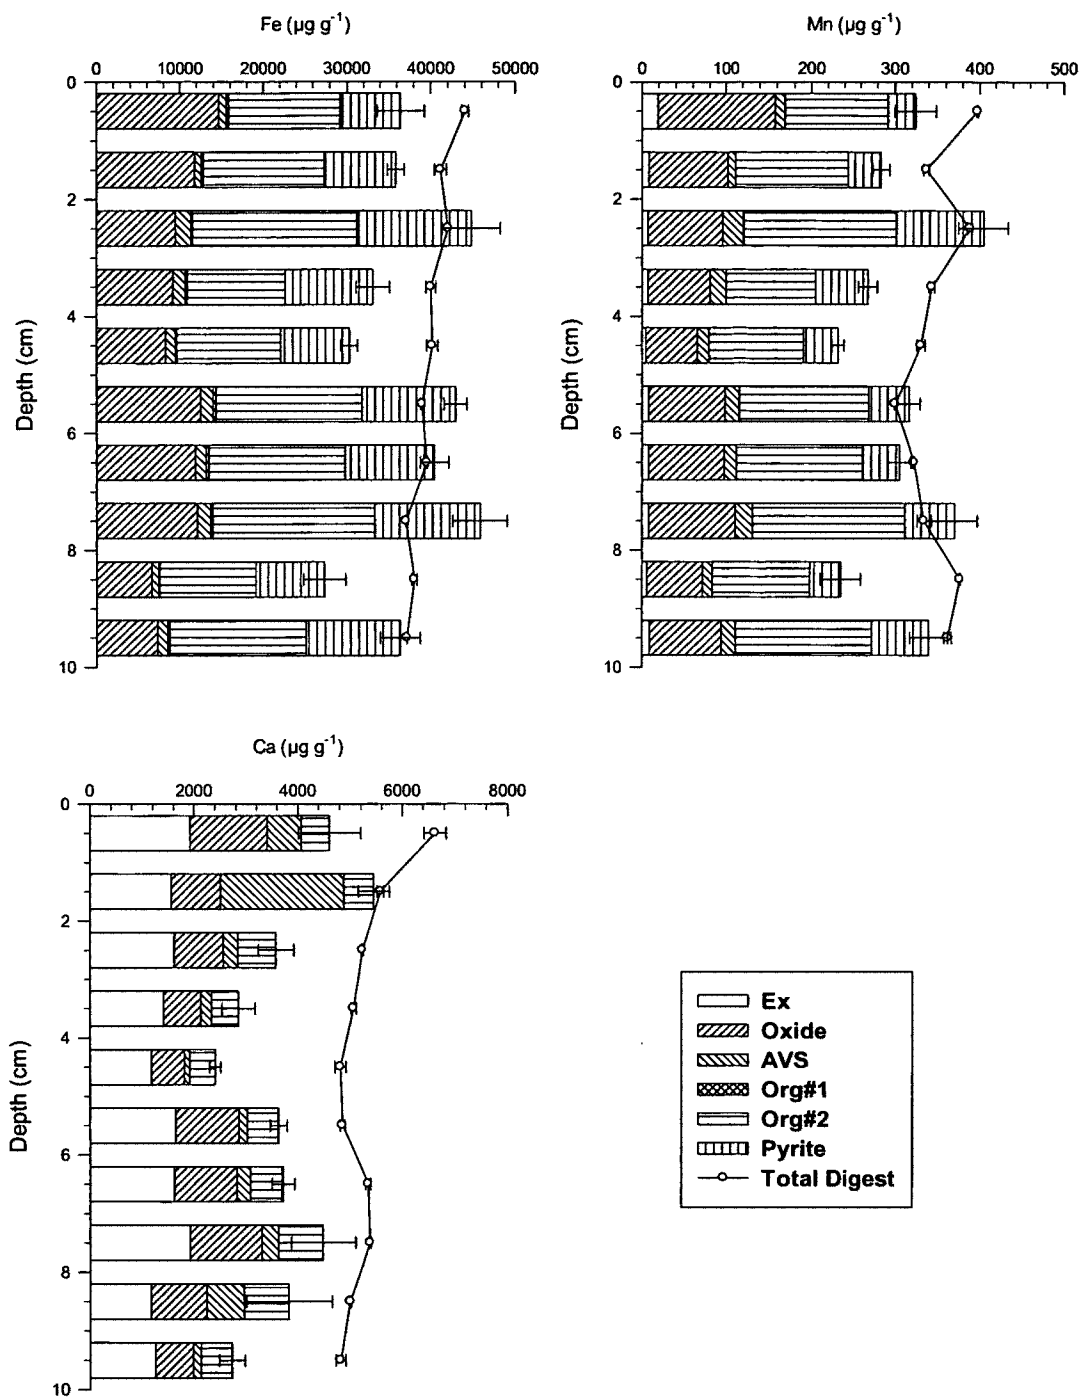 Fe (µg g⁻¹)
0 10000 20000 30000 40000 50000
0
2
4
6
8
10
Depth (cm)
Mn (µg g⁻¹)
0 100 200 300 400 500
0
2
4
6
8
10
Depth (cm)
Ca (µg g⁻¹)
0 2000 4000 6000 8000
0
2
4
6
8
10
Depth (cm)
Ex
Oxide
AVS
Org#1
Org#2
Pyrite
Total Digest